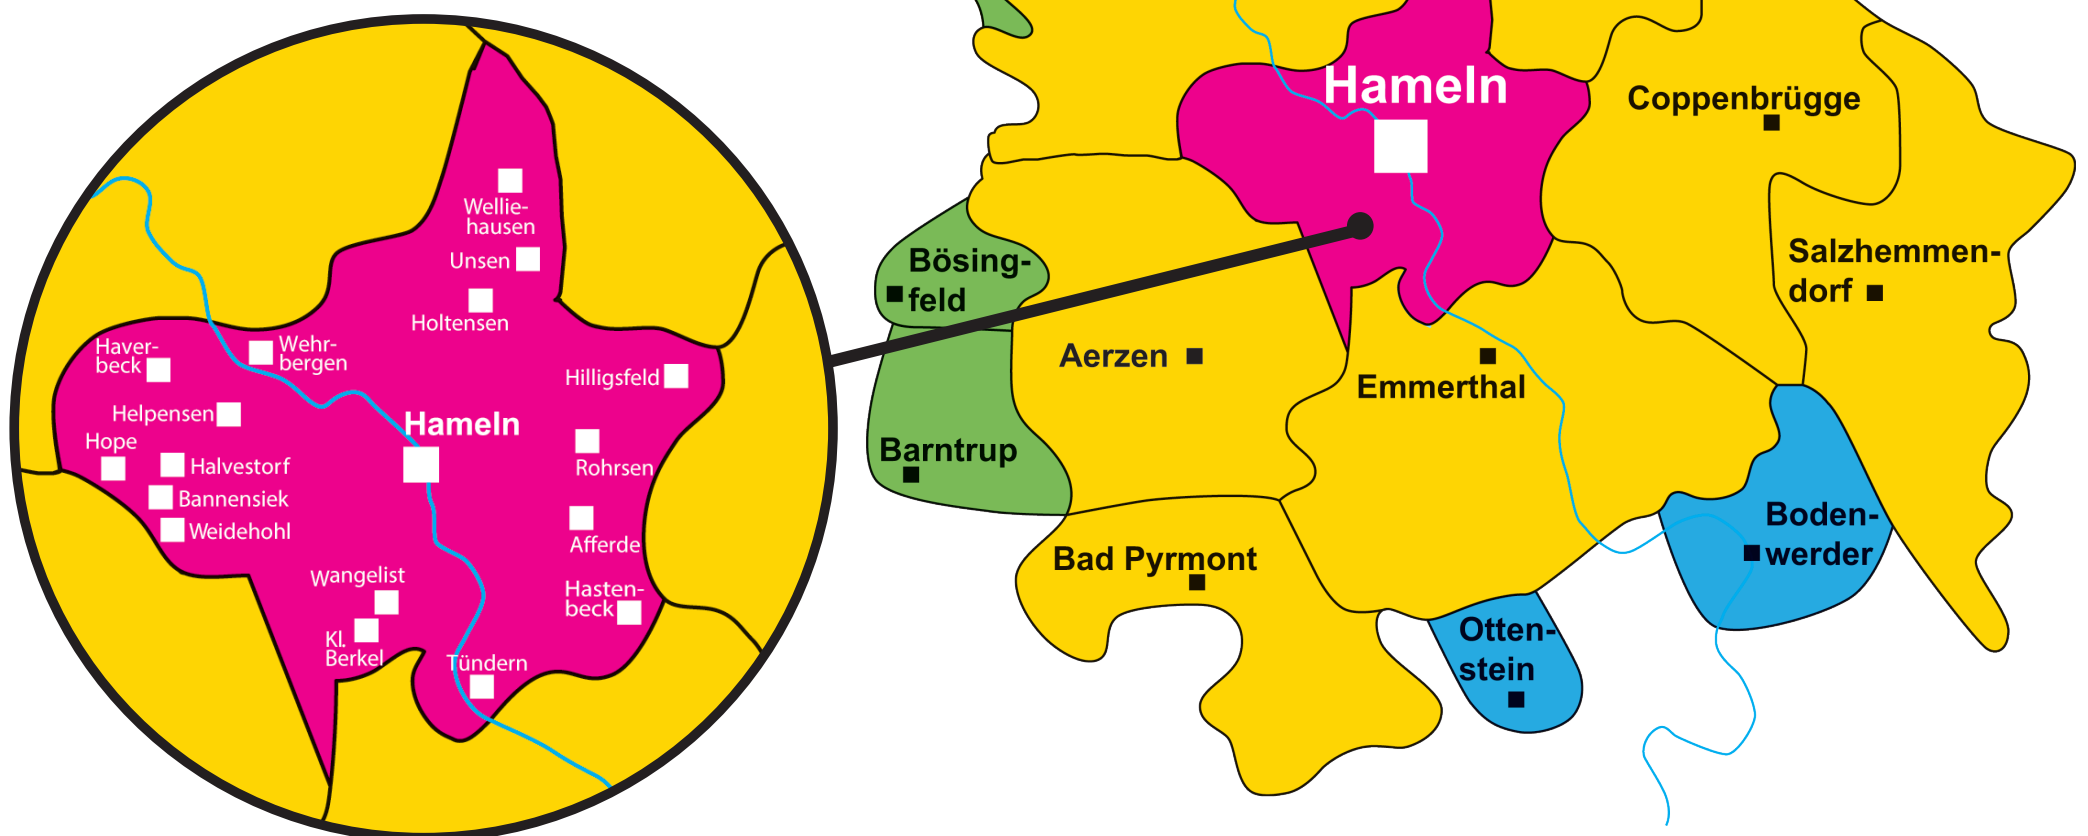 Wellie-
hausen
Unsen
Holtensen
Haver-
beck
Wehr-
bergen
Hilligsfeld
Helpensen
Hameln
Hope
Halvestorf
Rohrsen
Bannensiek
Weidehohl
Afferde
Wangelist
Hasten-
beck
Kl.
Berkel
Tündern
Hameln
Coppenbrügge
Bösing-
feld
Salzhemmen-
dorf
Aerzen
Emmerthal
Barntrup
Boden-
werder
Bad Pyrmont
Otten-
stein